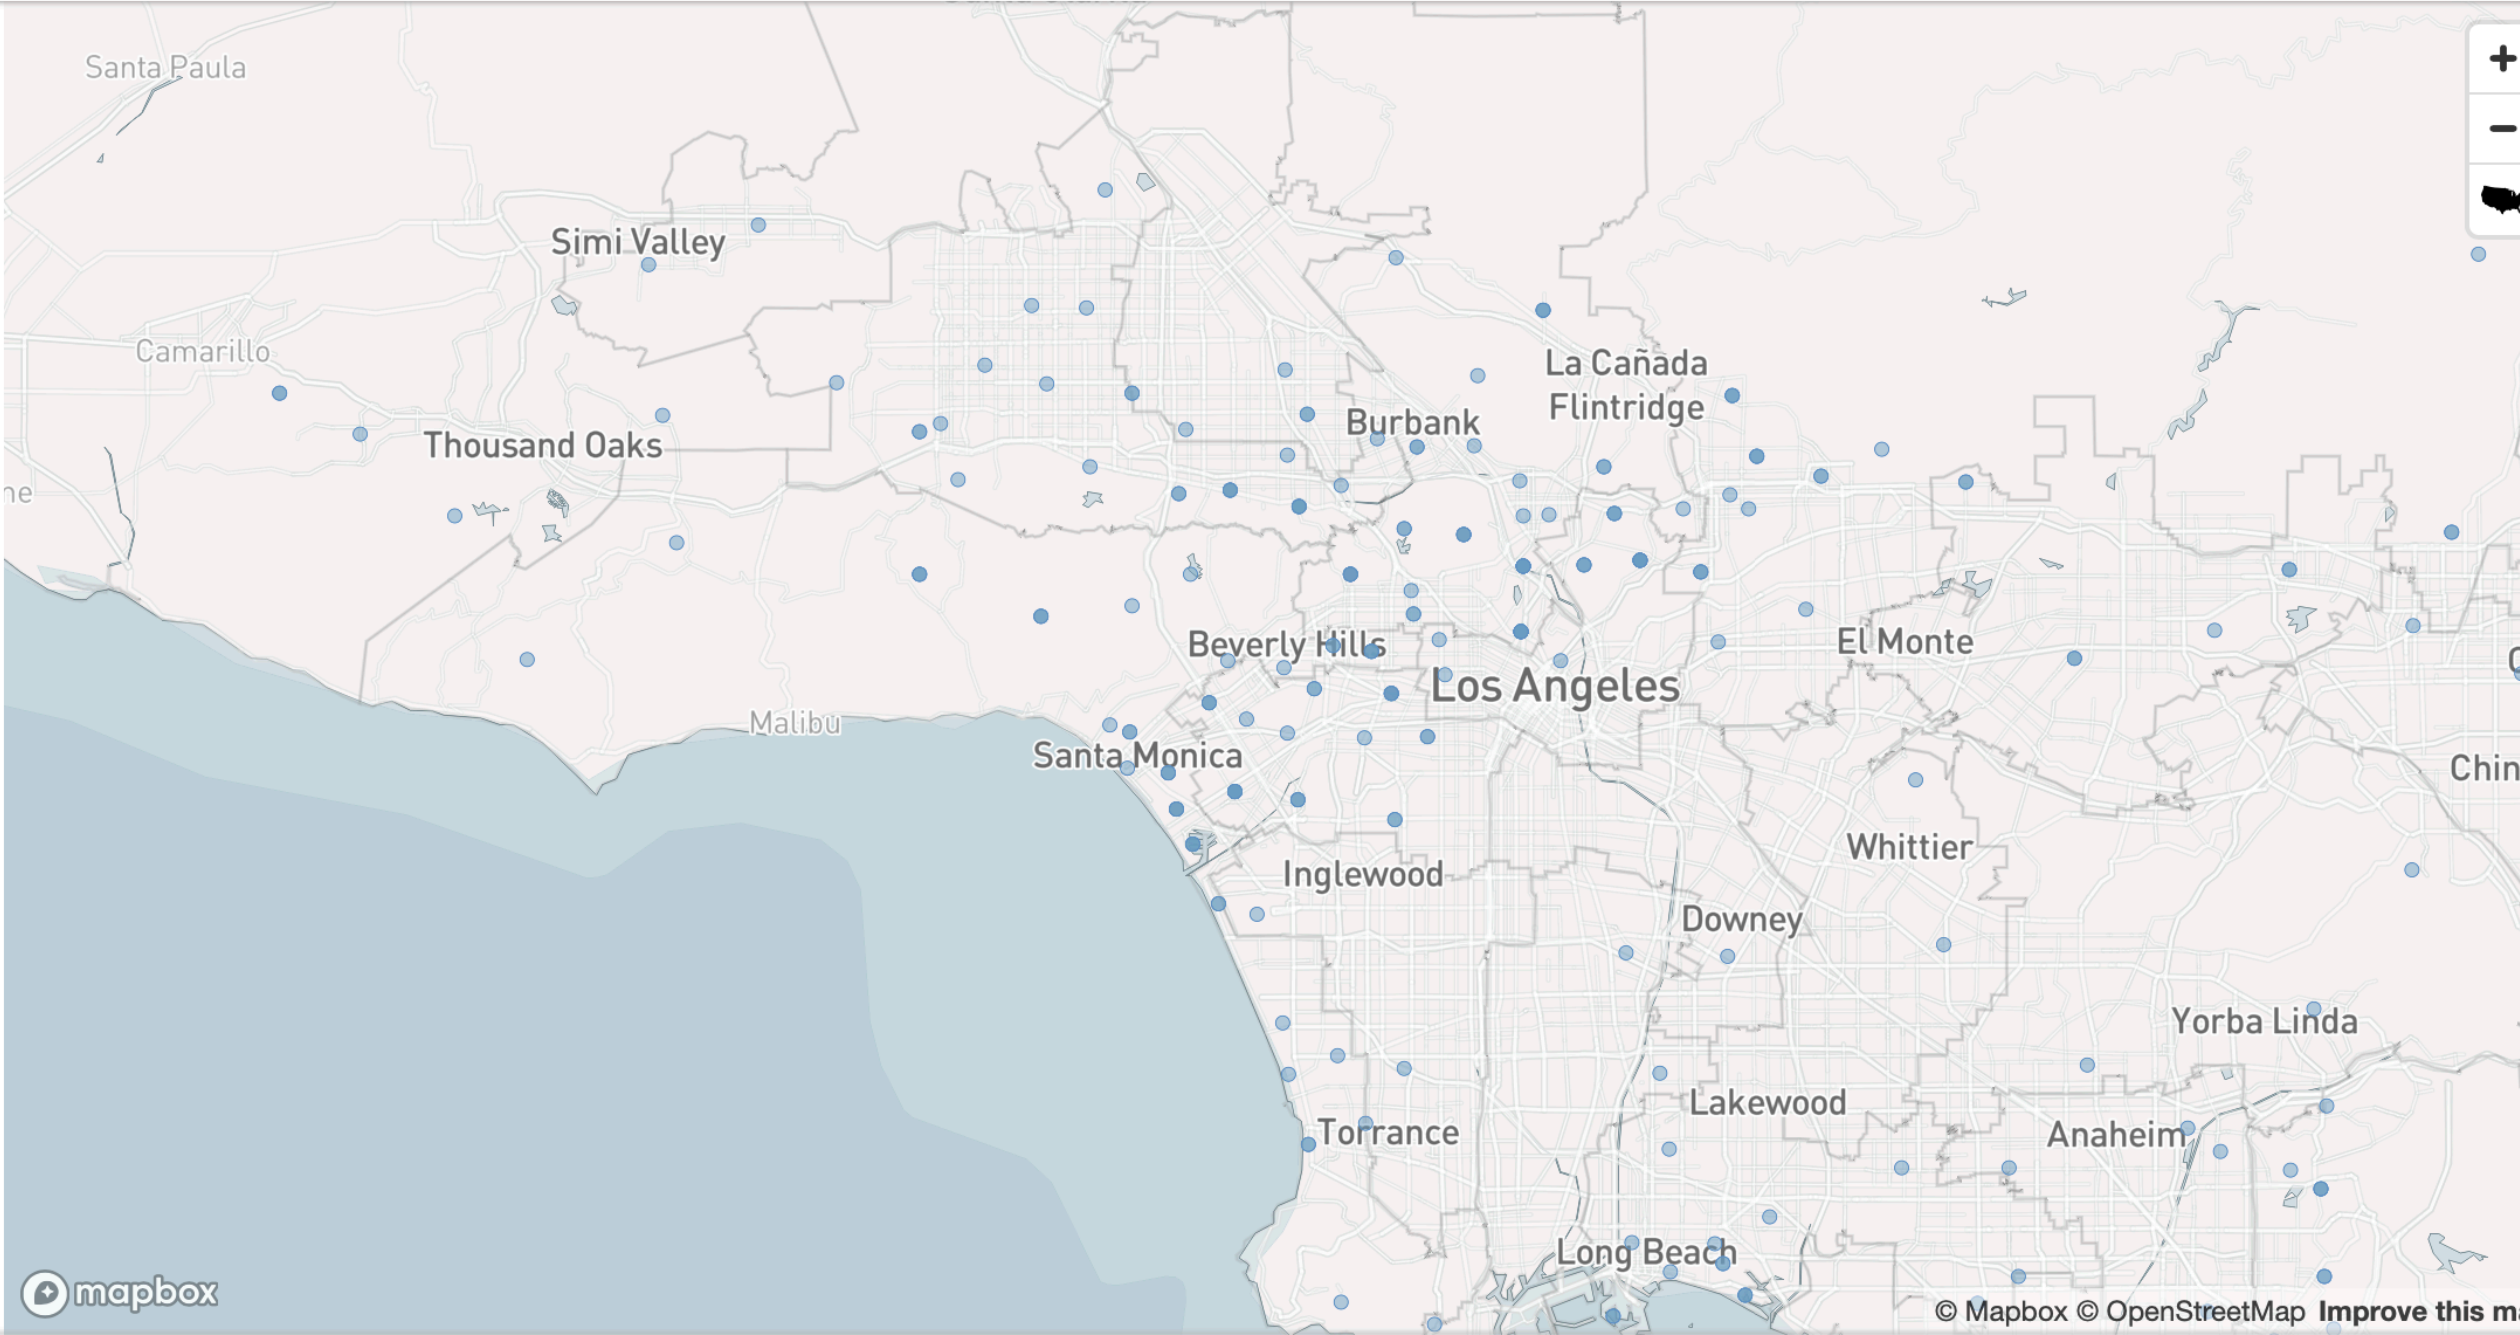 Santa Paula
Simi Valley
Camarillo
La Cañada
Flintridge
Burbank
Thousand Oaks
Beverly Hills
El Monte
Los Angeles
Malibu
Santa Monica
Whittier
Inglewood
Downey
Yorba Linda
Lakewood
Torrance
Anaheim
Long Beach
mapbox
© Mapbox © OpenStreetMap Improve this